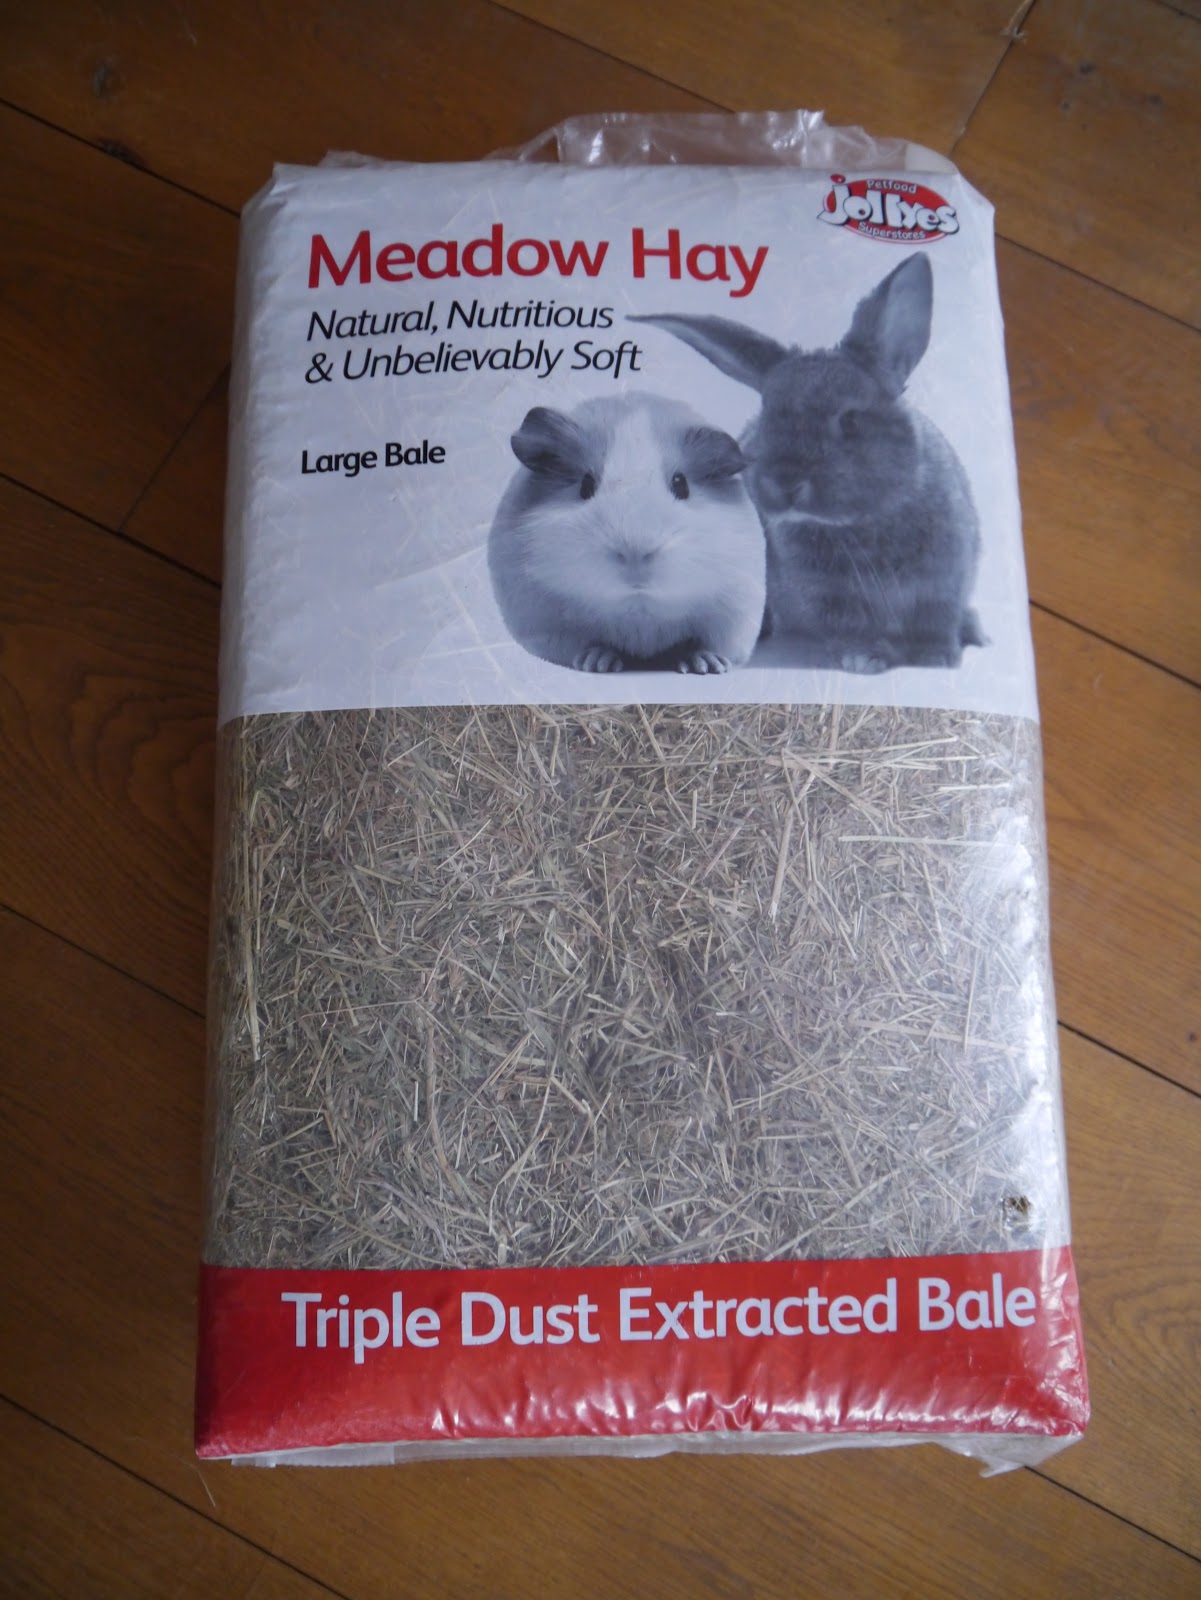 Petfood
Jollyes
Superstores
Meadow Hay
Natural, Nutritious
& Unbelievably Soft
Large Bale
Triple Dust Extracted Bale